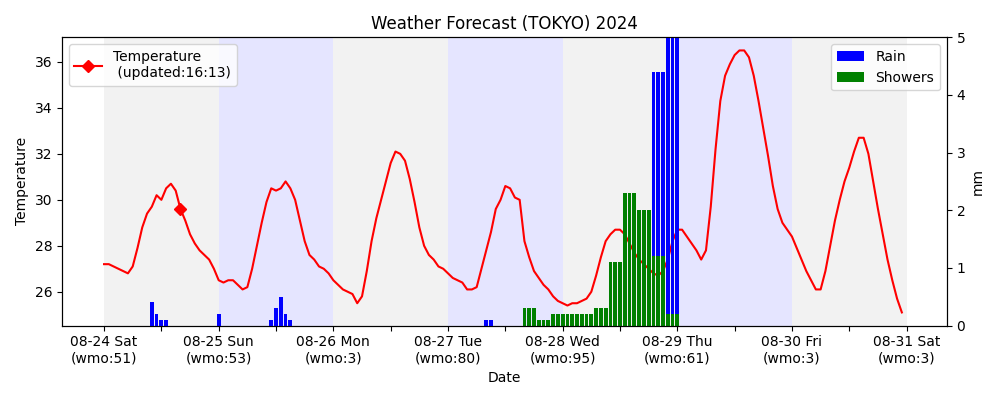 Weather Forecast (TOKYO) 2024
Temperature
(updated:16:13)
Rain
Showers
Temperature
36
34
32
30
28
26
5
4
3
2
1
0
mm
08-24 Sat
(wmo:51)
08-25 Sun
(wmo:53)
08-26 Mon
(wmo:3)
08-27 Tue
(wmo:80)
08-28 Wed
(wmo:95)
08-29 Thu
(wmo:61)
08-30 Fri
(wmo:3)
08-31 Sat
(wmo:3)
Date